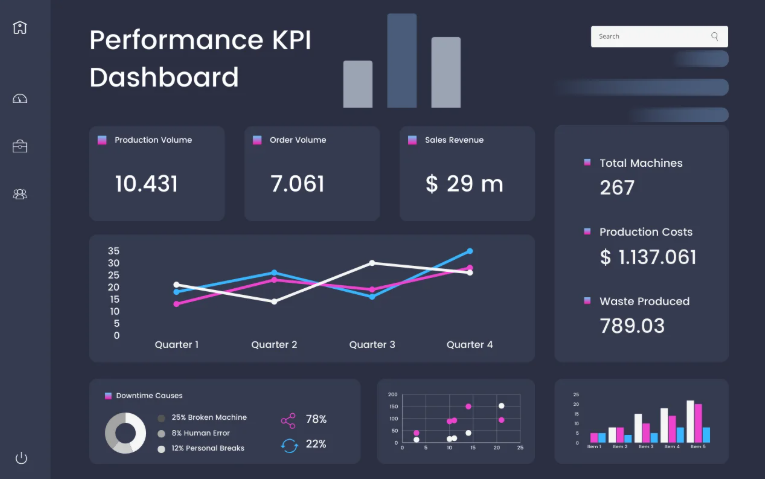 Performance KPI
Dashboard
Search
Production Volume
10.431
Order Volume
7.061
Sales Revenue
$ 29 m
Total Machines
267
Production Costs
$ 1.137.061
Waste Produced
789.03
35
30
25
20
15
10
5
0
Quarter 1 Quarter 2 Quarter 3 Quarter 4
Downtime Causes
25% Broken Machine
8% Human Error
12% Personal Breaks
78%
22%
200
150
100
50
0
0 5 10 15 20 25
25
20
15
10
5
0
Item 1 Item 2 Item 3 Item 4 Item 5